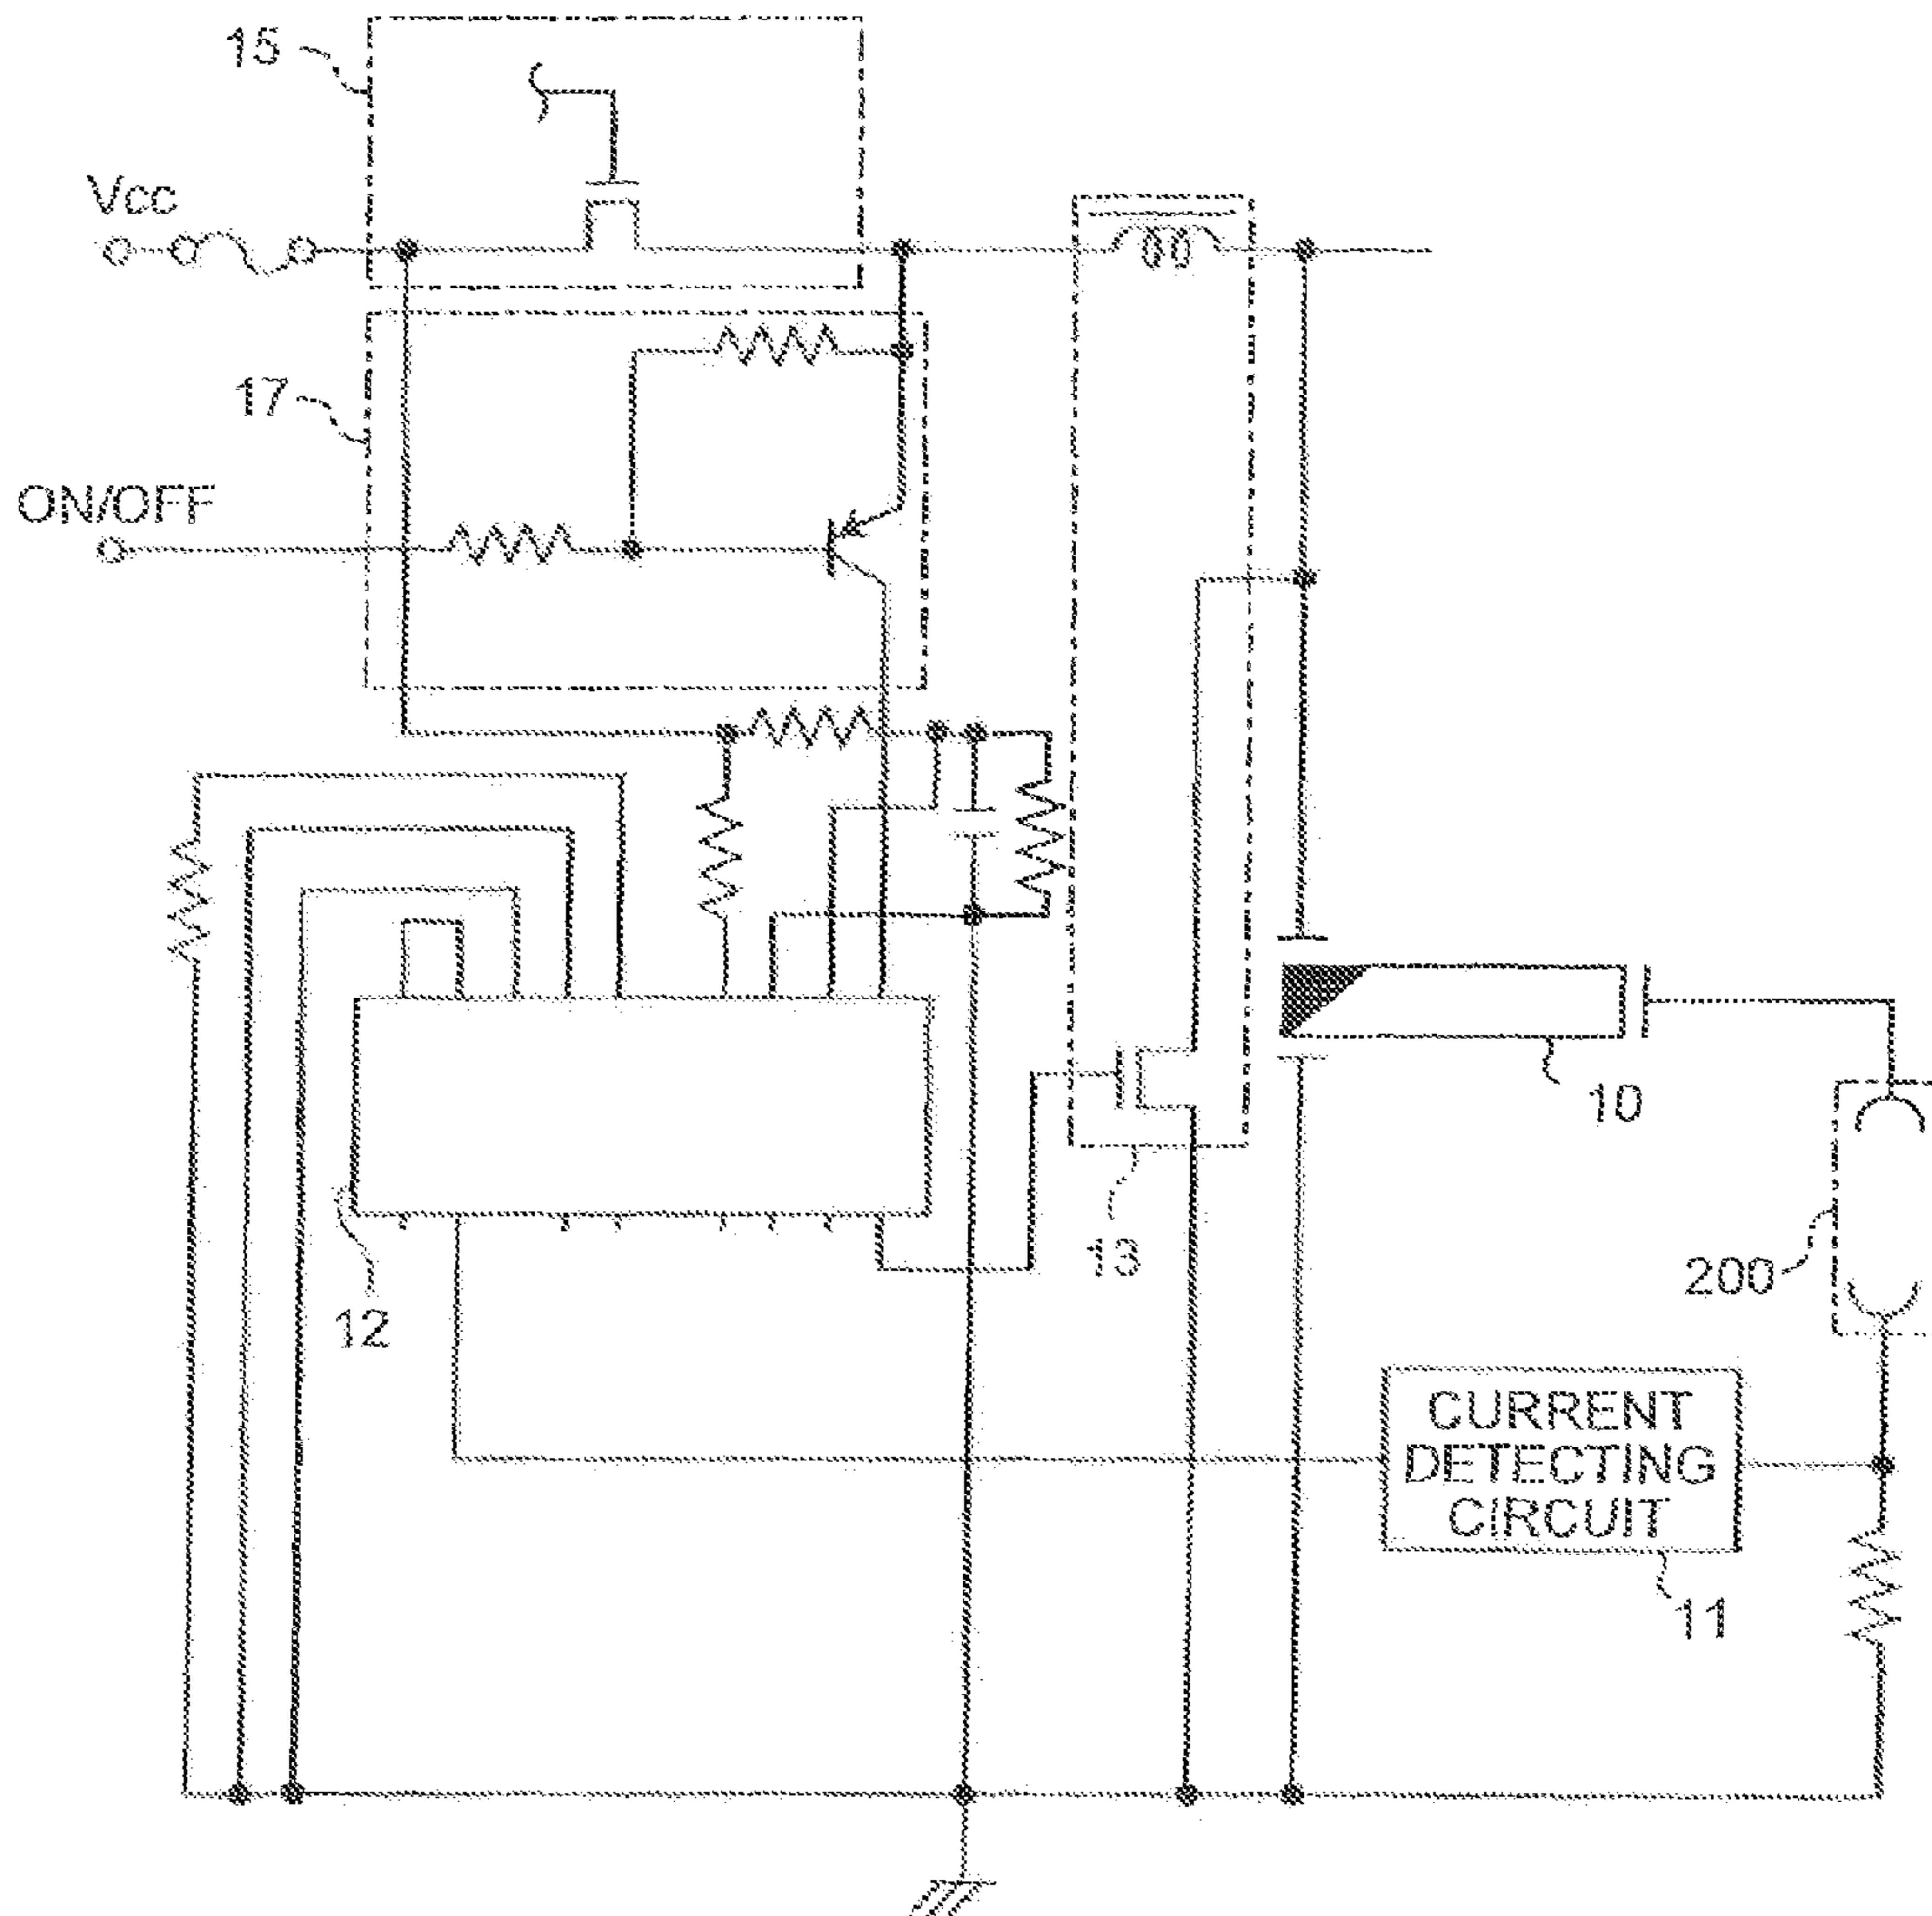 15
Vcc
17
ON/OFF
10
13
200
12
CURRENT
DETECTING
CIRCUIT
11